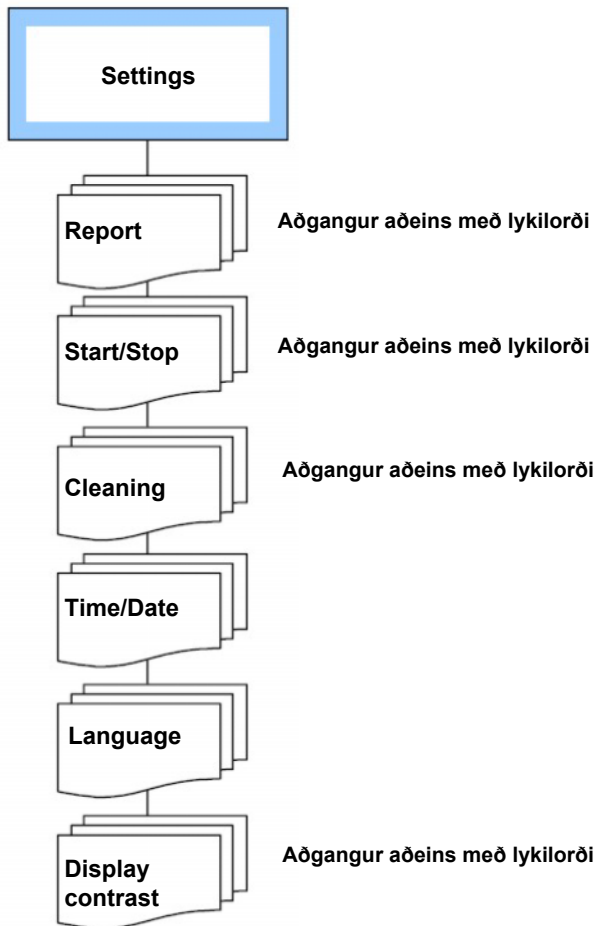 Settings
Report
Aðgangur aðeins með lykilorði
Start/Stop
Aðgangur aðeins með lykilorði
Cleaning
Aðgangur aðeins með lykilorði
Time/Date
Language
Display
contrast
Aðgangur aðeins með lykilorði